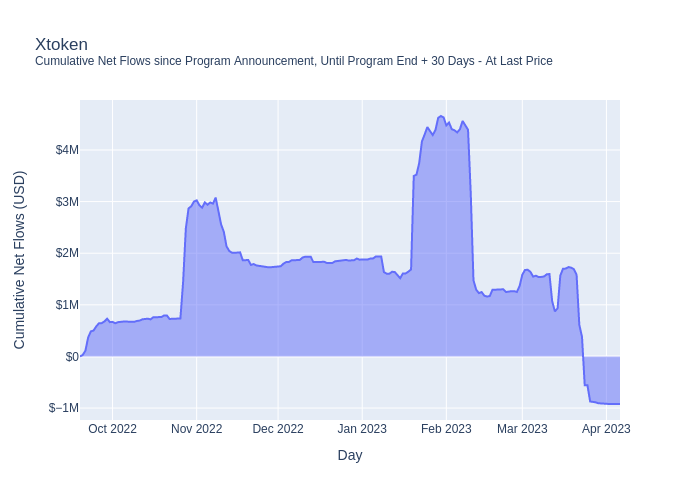 Xtoken
Cumulative Net Flows since Program Announcement, Until Program End + 30 Days - At Last Price
Cumulative Net Flows (USD)
$4M
$3M
$2M
$1M
$0
$−1M
Oct 2022
Nov 2022
Dec 2022
Jan 2023
Feb 2023
Mar 2023
Apr 2023
Day